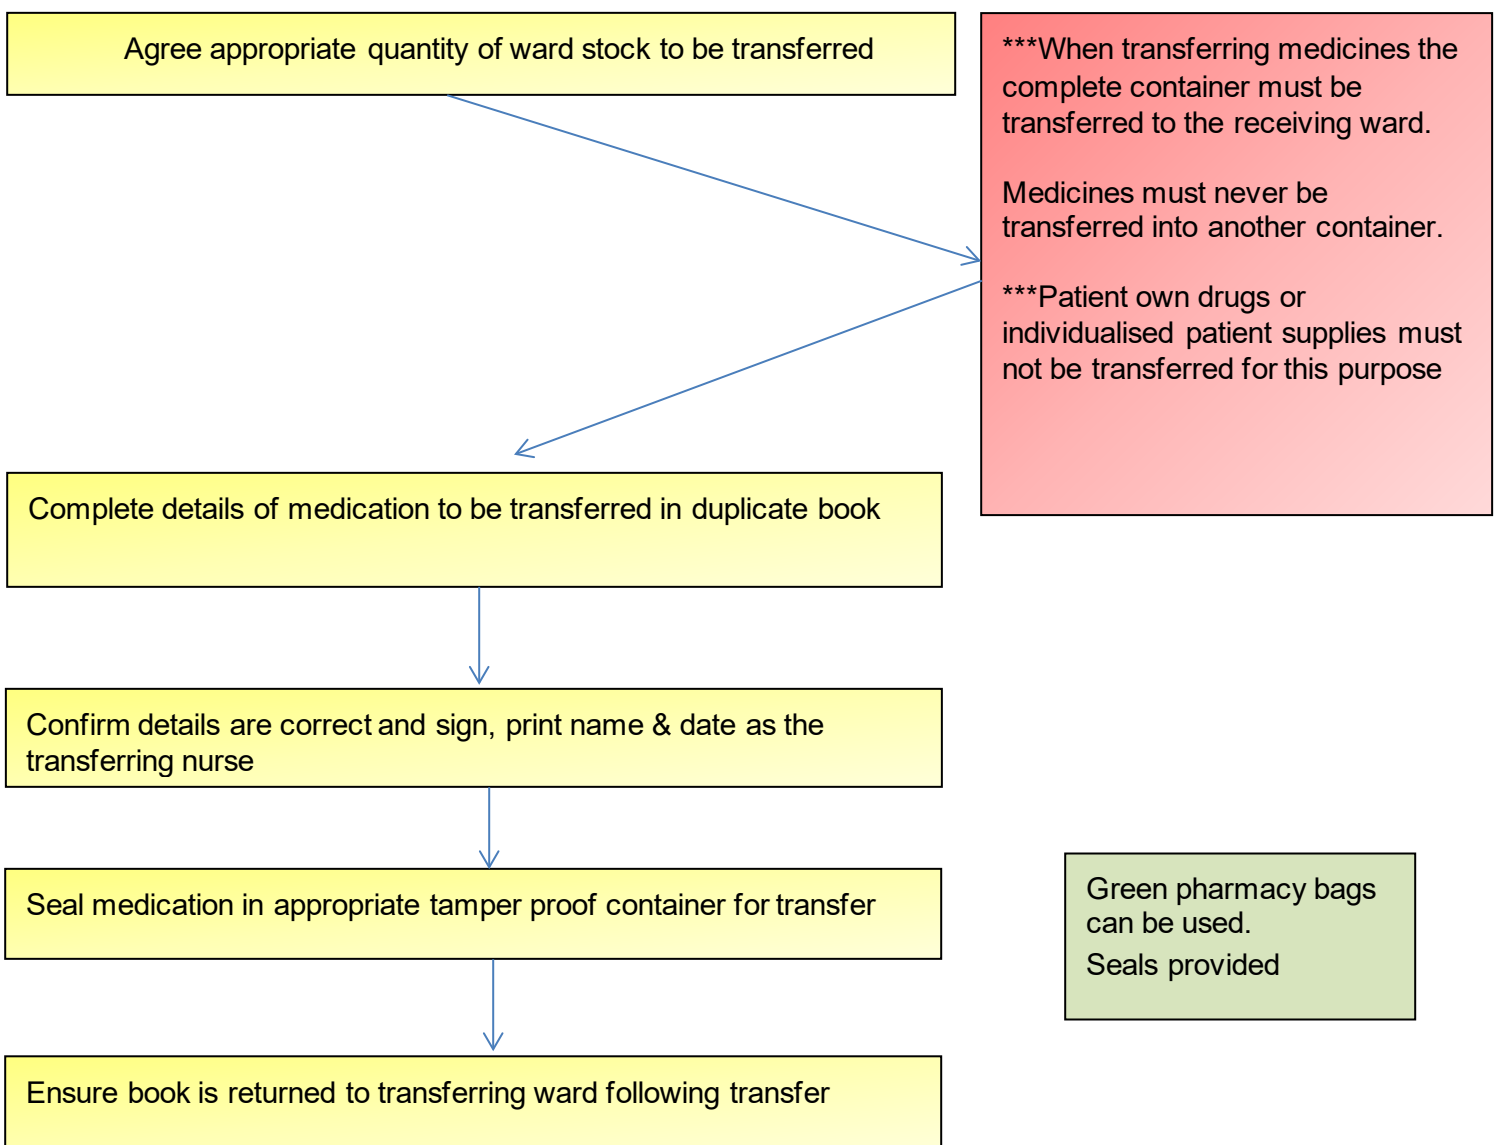 Agree appropriate quantity of ward stock to be transferred
***When transferring medicines the
complete container must be
transferred to the receiving ward.
Medicines must never be
transferred into another container.
***Patient own drugs or
individualised patient supplies must
not be transferred for this purpose
Complete details of medication to be transferred in duplicate book
Confirm details are correct and sign, print name & date as the
transferring nurse
Seal medication in appropriate tamper proof container for transfer
Green pharmacy bags
can be used.
Seals provided
Ensure book is returned to transferring ward following transfer